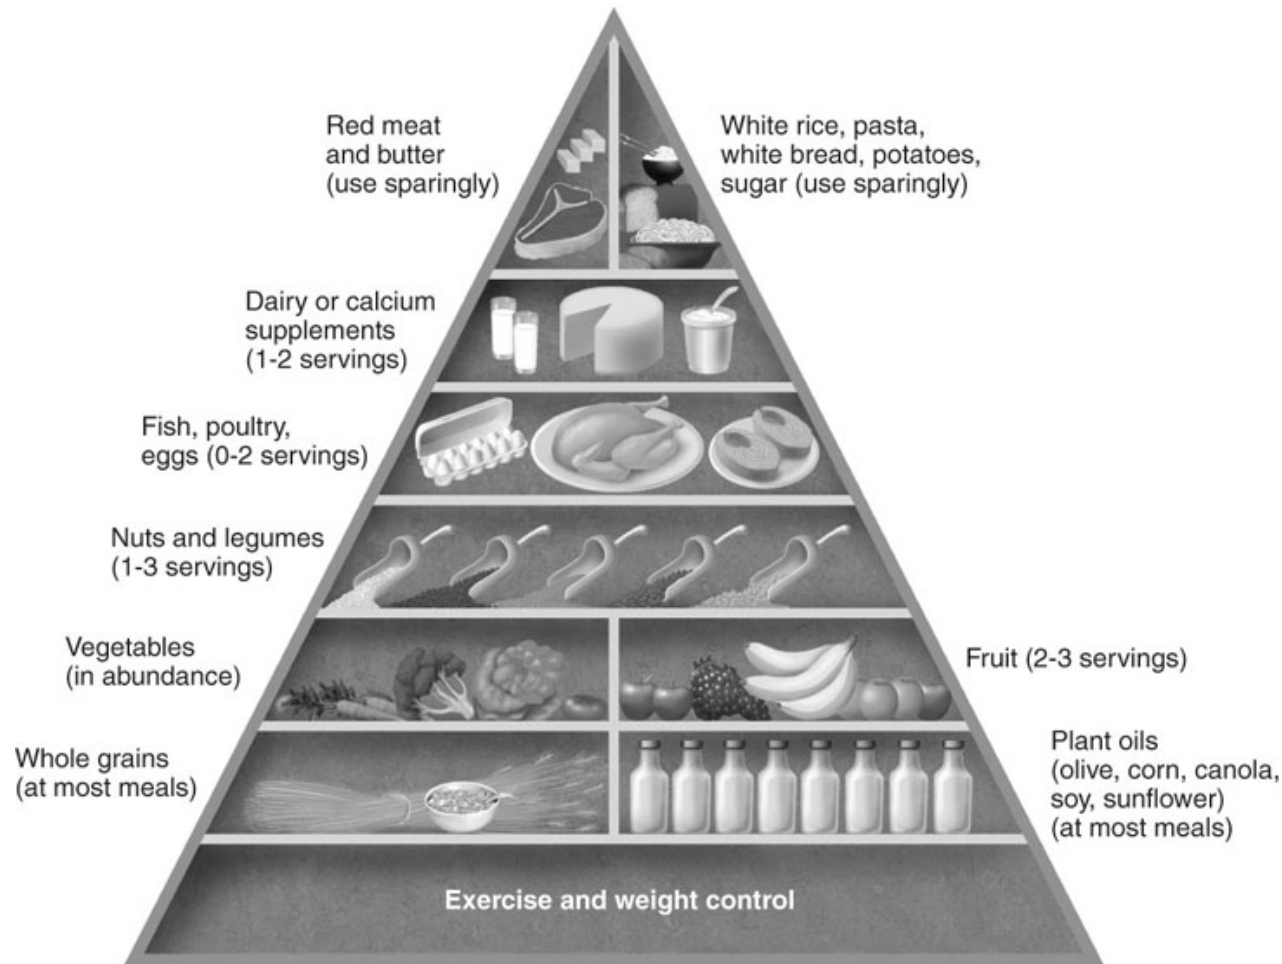 Red meat
and butter
(use sparingly)
White rice, pasta,
white bread, potatoes,
sugar (use sparingly)
Dairy or calcium
supplements
(1-2 servings)
Fish, poultry,
eggs (0-2 servings)
Nuts and legumes
(1-3 servings)
Vegetables
(in abundance)
Fruit (2-3 servings)
Whole grains
(at most meals)
Plant oils
(olive, corn, canola,
soy, sunflower)
(at most meals)
Exercise and weight control